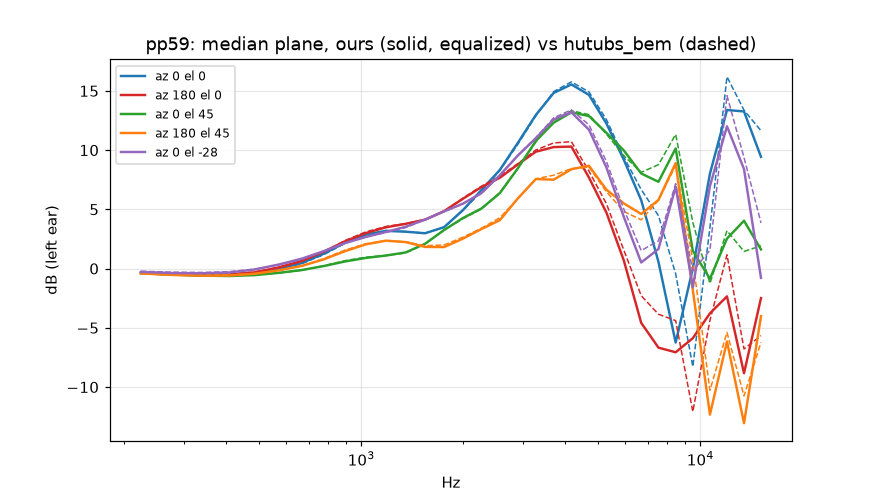 pp59: median plane, ours (solid, equalized) vs hutubs_bem (dashed)
az 0 el 0
az 180 el 0
az 0 el 45
az 180 el 45
az 0 el -28
15
10
5
0
−5
−10
dB (left ear)
10³
10⁴
Hz